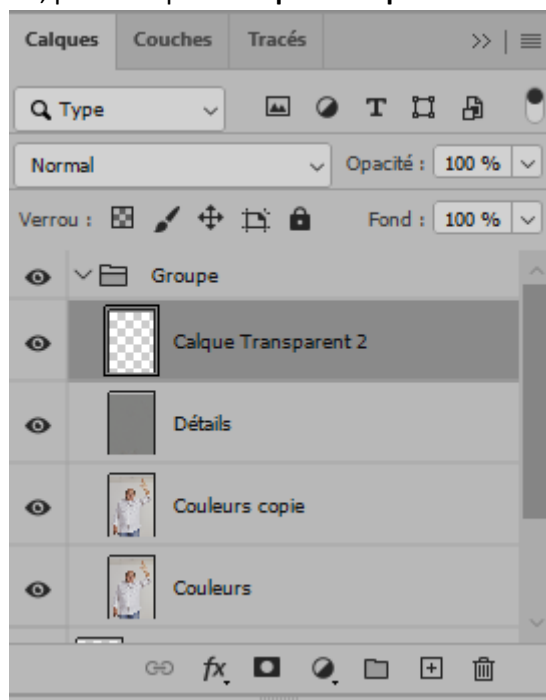 Calques Couches Tracés
Type
Normal Opacité : 100 %
Verrou : Fond : 100 %
Groupe
Calque Transparent 2
Détails
Couleurs copie
Couleurs